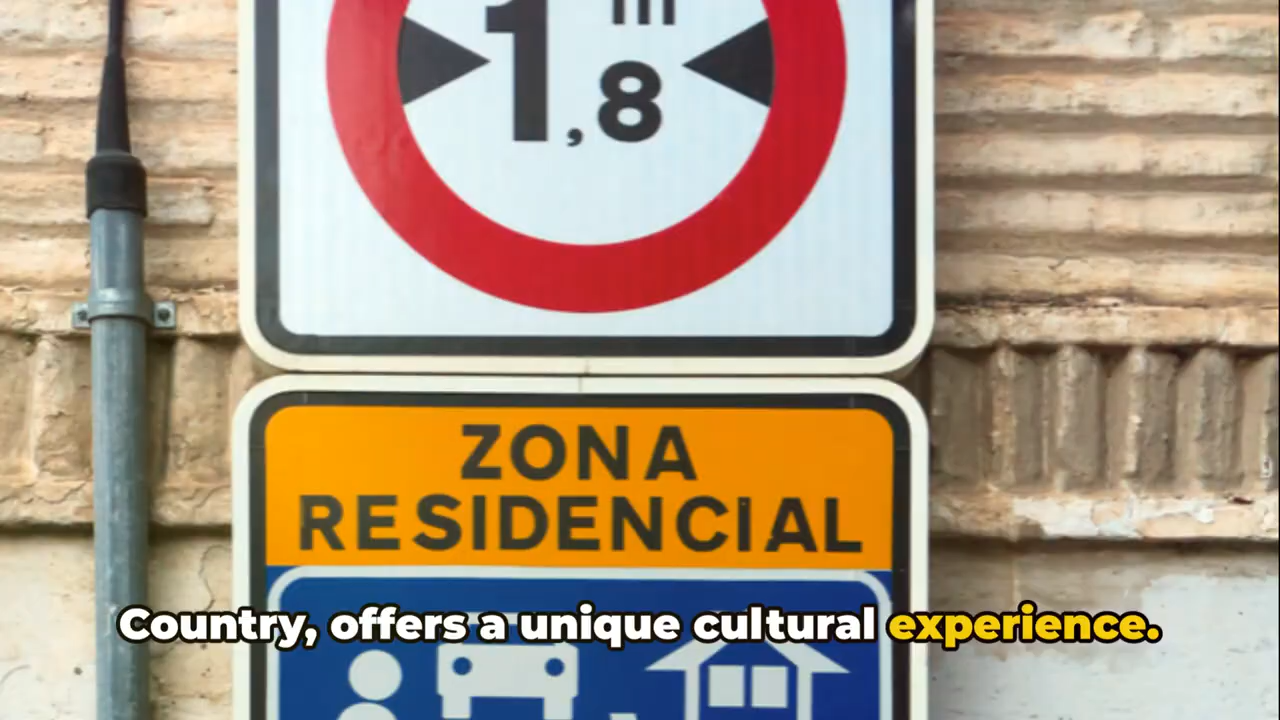 m
1,8
ZONA
RESIDENCIAL
Country, offers a unique cultural experience.